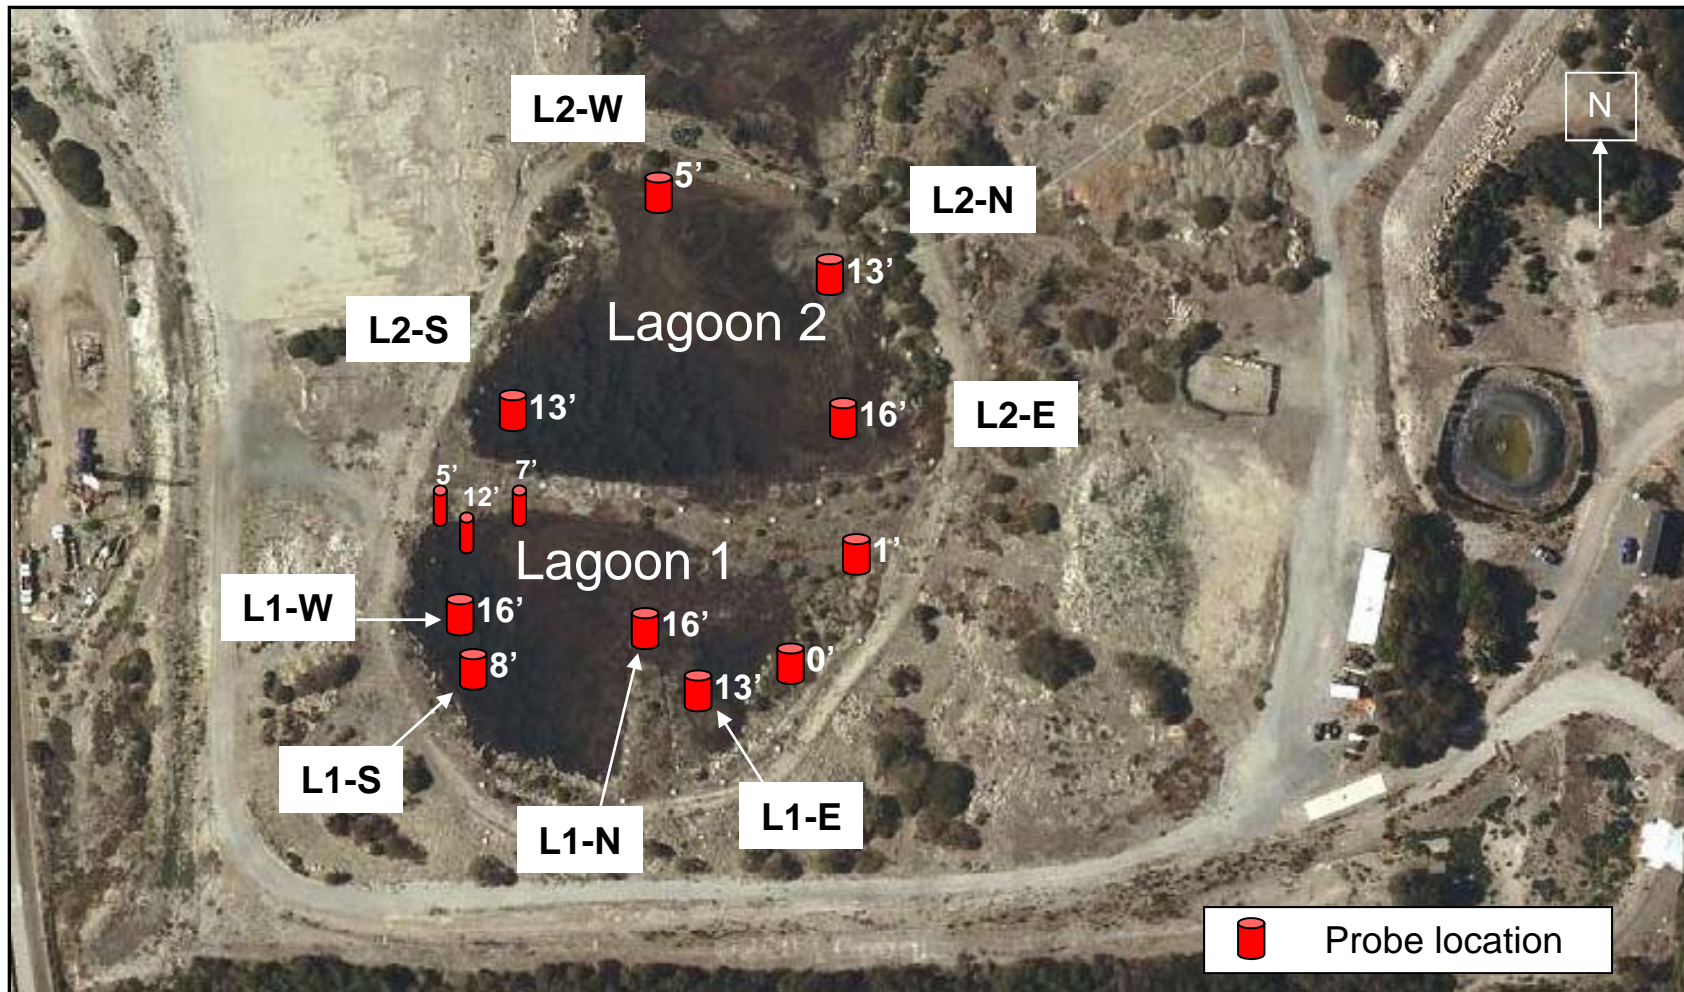 L2-W
N
5’
L2-N
13’
Lagoon 2
L2-S
13’
16’
L2-E
5’
7’
12’
Lagoon 1
1’
L1-W
16’
16’
8’
0’
13’
L1-S
L1-N
L1-E
Probe location